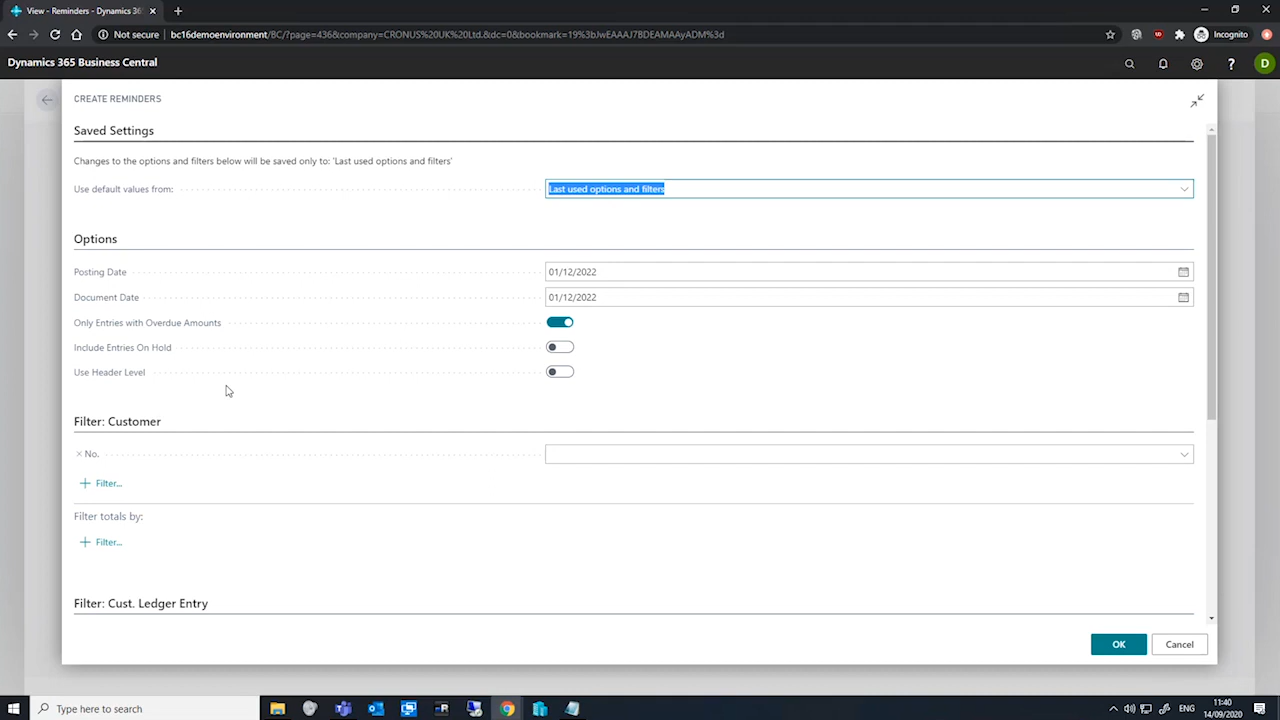 View - Reminders - Dynamics 36
Not secure
bc16demoenvironment/BC/?page=436&company=CRONUS%20UK%20Ltd.&dc=0&bookmark=19%3bJwEAAAJ7BDEAMAAyADM%3d
Incognito
Dynamics 365 Business Central
D
CREATE REMINDERS
Saved Settings
Changes to the options and filters below will be saved only to: 'Last used options and filters'
Use default values from:
Last used options and filters
Options
Posting Date
01/12/2022
Document Date
01/12/2022
Only Entries with Overdue Amounts
Include Entries On Hold
Use Header Level
Filter: Customer
× No.
+ Filter...
Filter totals by:
+ Filter...
Filter: Cust. Ledger Entry
OK
Cancel
Type here to search
ENG
11:40
14/09/2020